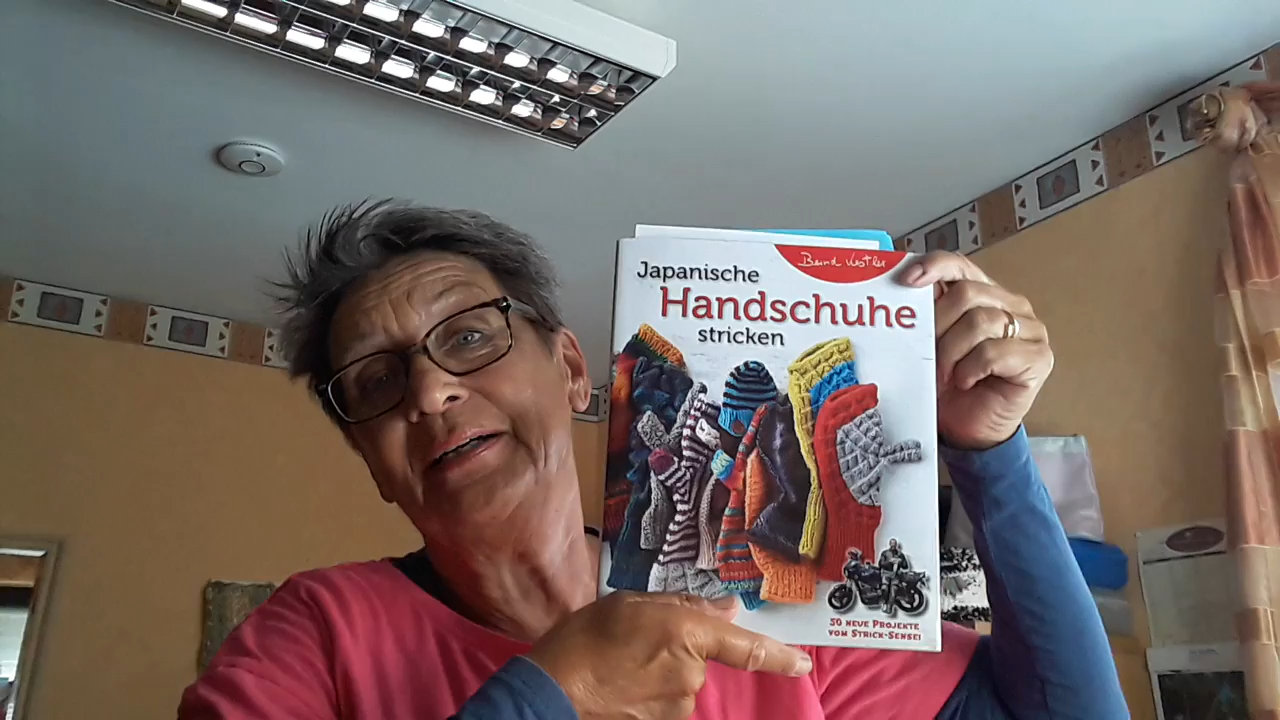 Bernd Kestler
Japanische
Handschuhe
stricken
50 neue Projekte
vom Strick-Sensei